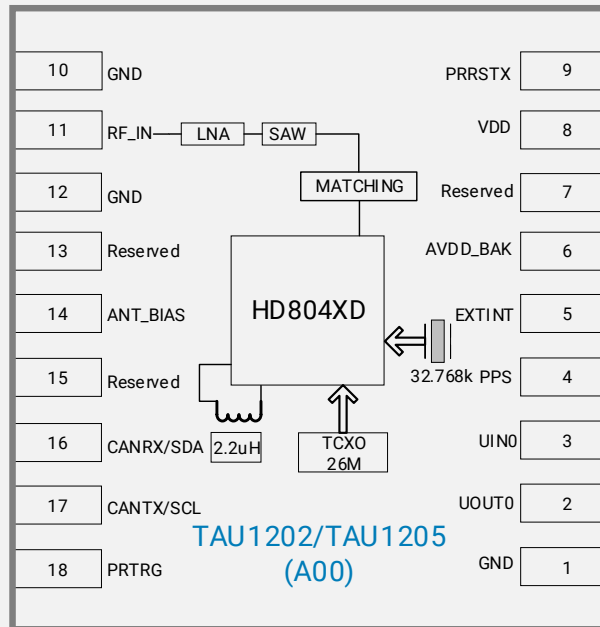 10 GND
PRRSTX 9
11 RF_IN LNA SAW
VDD 8
MATCHING
12 GND
Reserved 7
13 Reserved
AVDD_BAK 6
HD804XD
14 ANT_BIAS
EXTINT 5
15 Reserved
32.768k PPS 4
16 CANRX/SDA 2.2uH
TCXO
26M
UIN0 3
17 CANTX/SCL
UOUT0 2
TAU1202/TAU1205
(A00)
18 PRTRG
GND 1